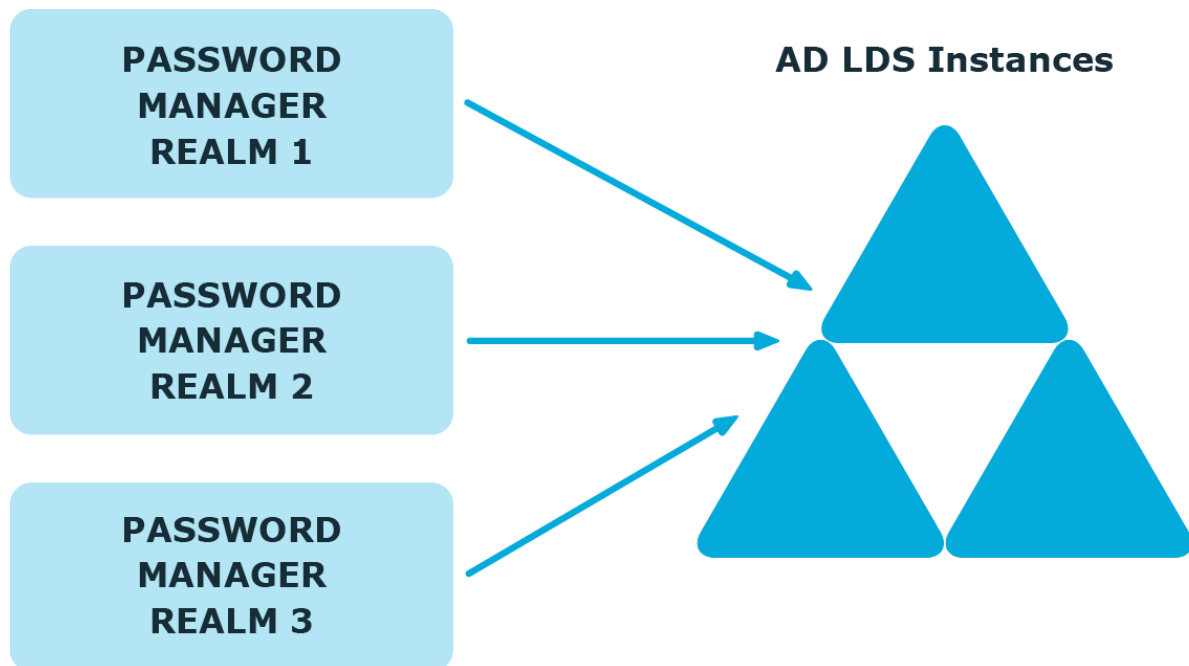 PASSWORD
MANAGER
REALM 1
AD LDS Instances
PASSWORD
MANAGER
REALM 2
PASSWORD
MANAGER
REALM 3